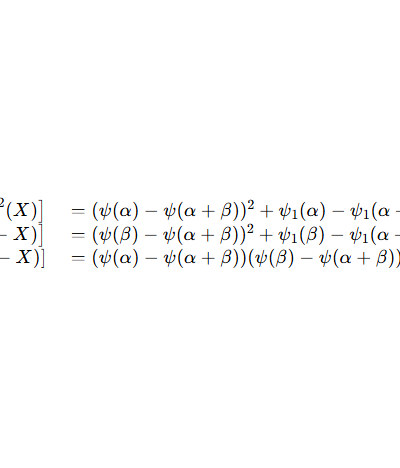 ²(X)] = (ψ(α) − ψ(α + β))² + ψ₁(α) − ψ₁(α
− X)] = (ψ(β) − ψ(α + β))² + ψ₁(β) − ψ₁(α
− X)] = (ψ(α) − ψ(α + β))(ψ(β) − ψ(α + β))